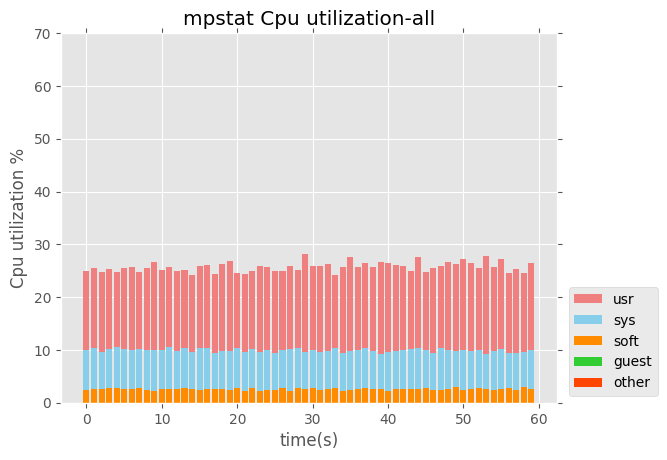 mpstat Cpu utilization-all
70
60
50
40
30
20
10
0
Cpu utilization %
0 10 20 30 40 50 60
time(s)
usr
sys
soft
guest
other